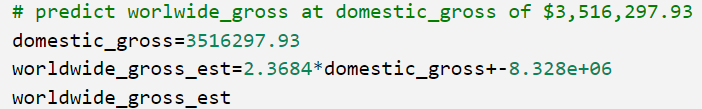 # predict worlwide_gross at domestic_gross of $3,516,297.93
domestic_gross=3516297.93
worldwide_gross_est=2.3684*domestic_gross+-8.328e+06
worldwide_gross_est